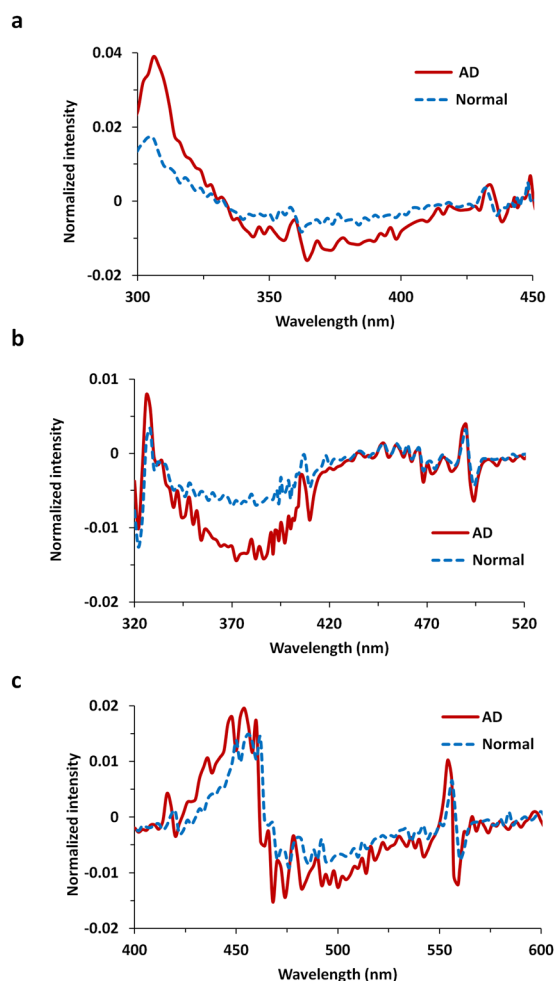 a
0.04
0.02
0
-0.02
Normalized intensity
AD
Normal
300
350
400
450
Wavelength (nm)
b
0.01
0
-0.01
-0.02
Normalized intensity
AD
Normal
320
370
420
470
520
Wavelength (nm)
c
0.02
0.01
0
-0.01
-0.02
Normalized intensity
AD
Normal
400
450
500
550
600
Wavelength (nm)